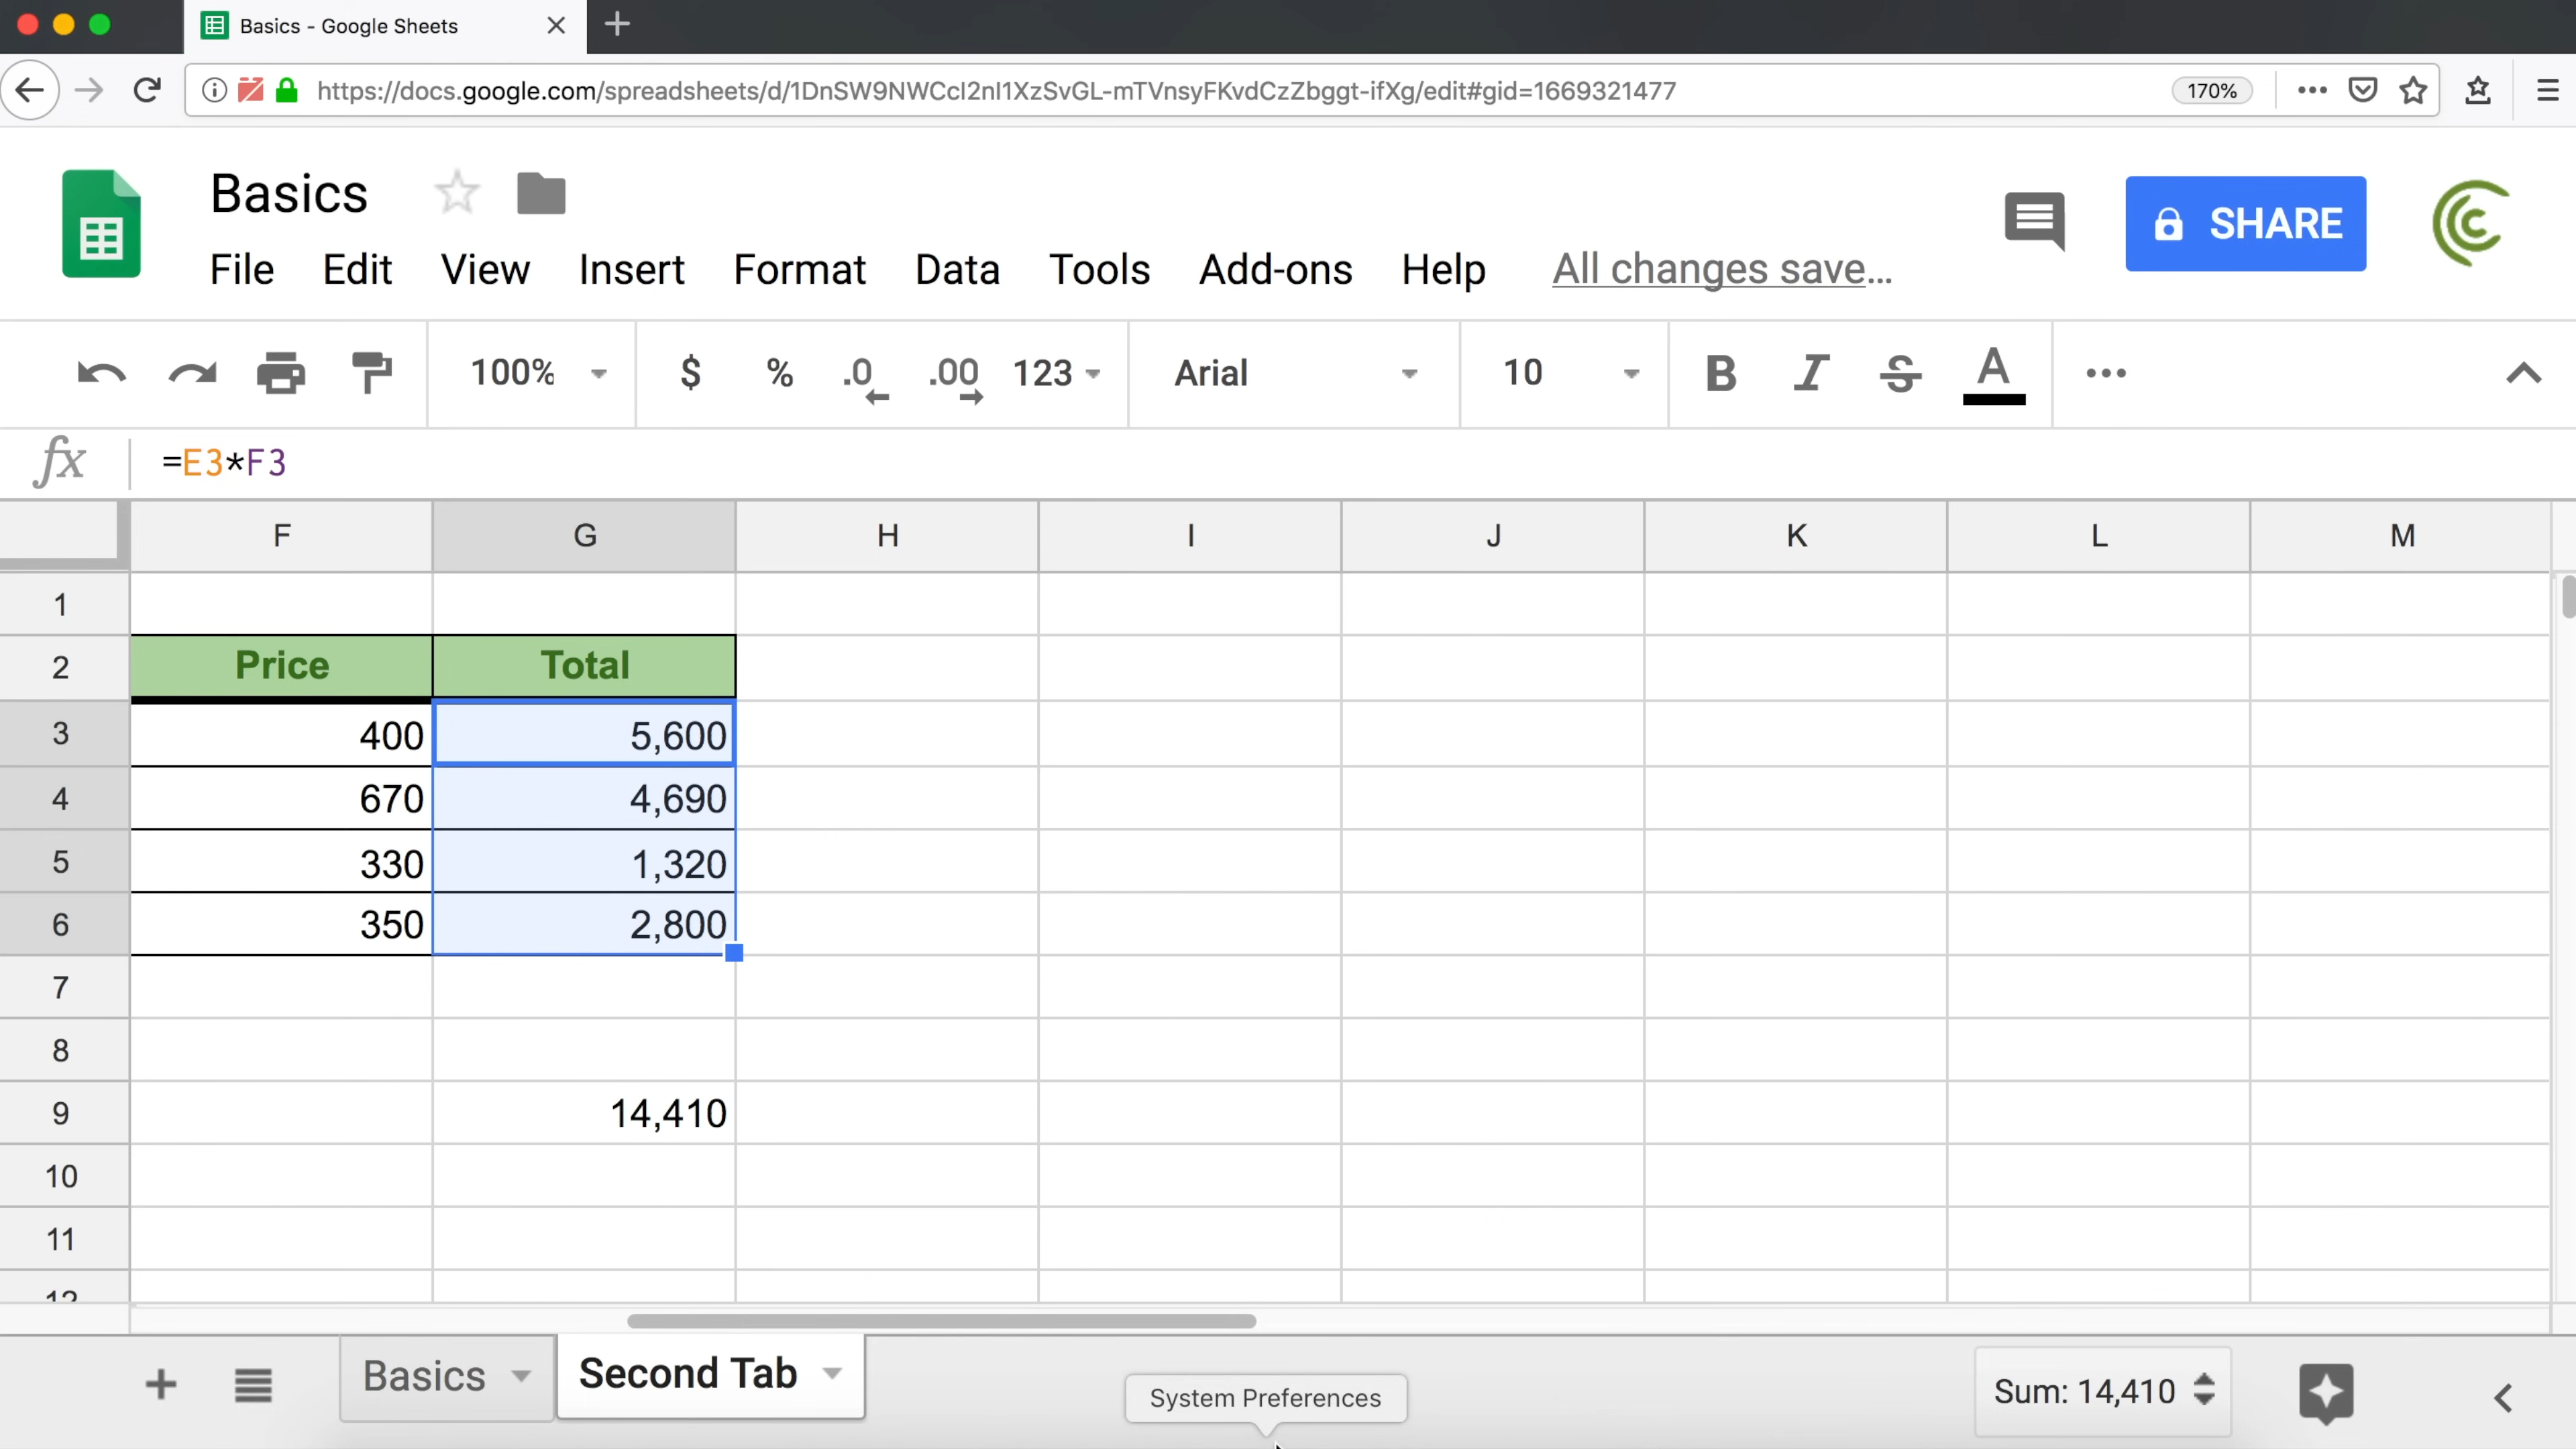 Basics - Google Sheets
https://docs.google.com/spreadsheets/d/1DnSW9NWCcI2nI1XzSvGL-mTVnsyFKvdCzZbggt-ifXg/edit#gid=1669321477 170%
Basics
File Edit View Insert Format Data Tools Add-ons Help All changes save...
SHARE
100% $ % .0 .00 123 Arial 10 B I S A
fx =E3*F3
F G H I J K L M
1
2 Price Total
3 400 5,600
4 670 4,690
5 330 1,320
6 350 2,800
7
8
9 14,410
10
11
12
Basics Second Tab System Preferences Sum: 14,410